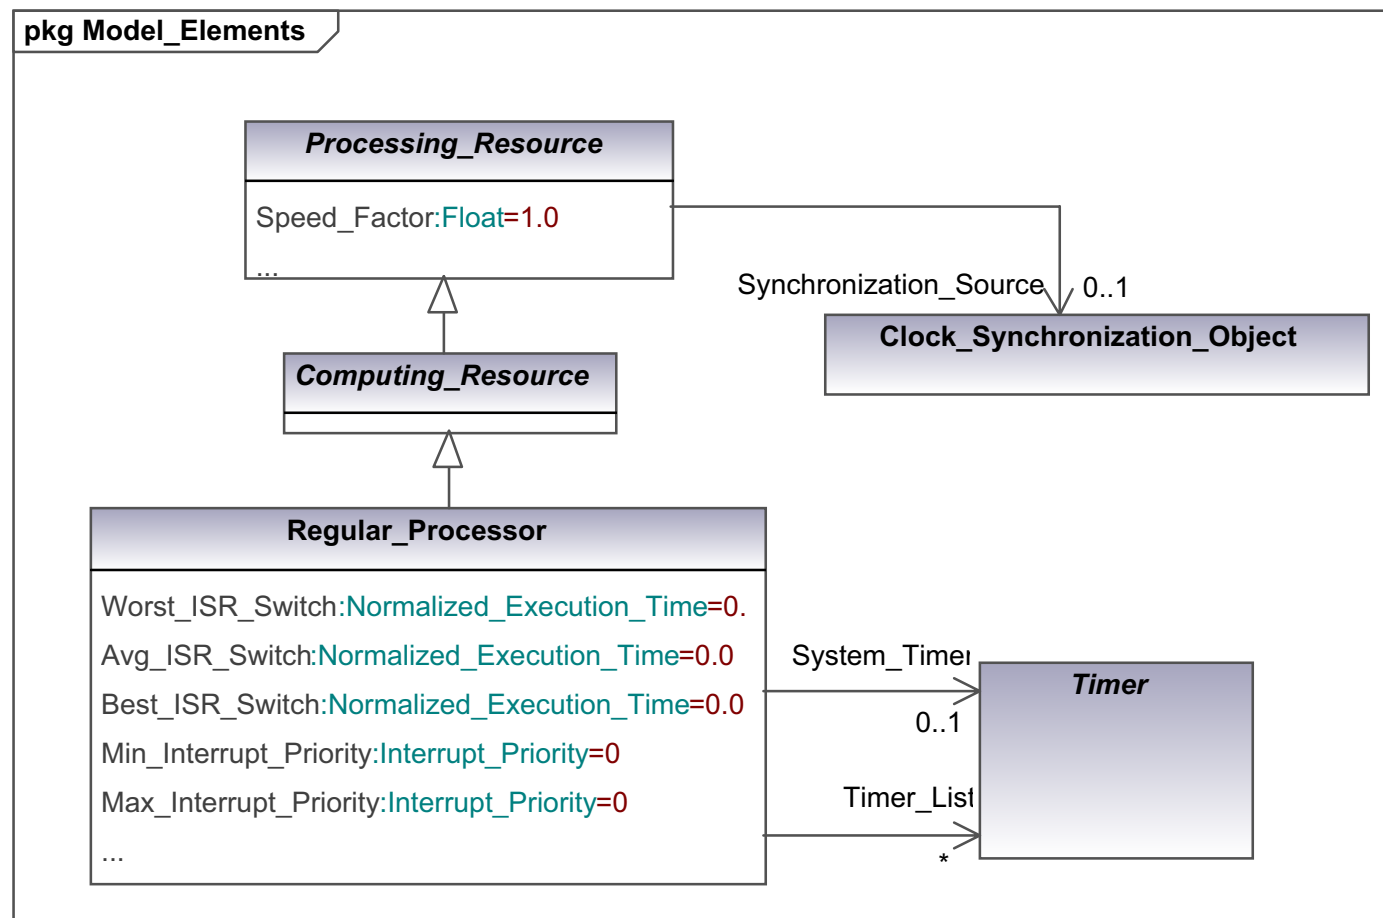 pkg Model_Elements
Processing_Resource
Speed_Factor:Float=1.0
...
Synchronization_Source
0..1
Clock_Synchronization_Object
Computing_Resource
Regular_Processor
Worst_ISR_Switch:Normalized_Execution_Time=0.
Avg_ISR_Switch:Normalized_Execution_Time=0.0
Best_ISR_Switch:Normalized_Execution_Time=0.0
Min_Interrupt_Priority:Interrupt_Priority=0
Max_Interrupt_Priority:Interrupt_Priority=0
...
System_Timer
0..1
Timer
Timer_List
*